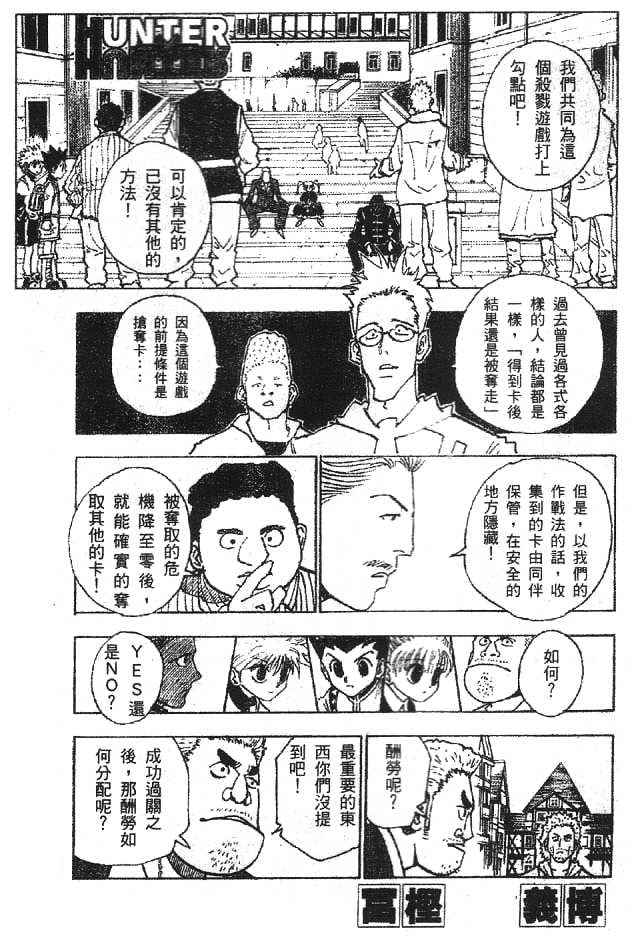 HUNTER
我們共同為這
個殺戮遊戲打上
勾點吧！
可以肯定的，
已沒有其他的
方法！
過去曾見過各式各
樣的人，結論都是
一樣，「得到卡後
結果還是被奪走」
因為這個遊戲
的前提條件是
搶奪卡…
但是，以我們的
作戰法的話，收
集到的卡由同伴
保管，在安全的
地方隱藏！
被奪取的危
機降至零後，
就能確實的奪
取其他的卡！
如何？
YES還
是NO？
酬勞呢？
最重要的東
西你們沒提
到吧！
成功過關之
後，那酬勞如
何分配呢？
冨樫
義博